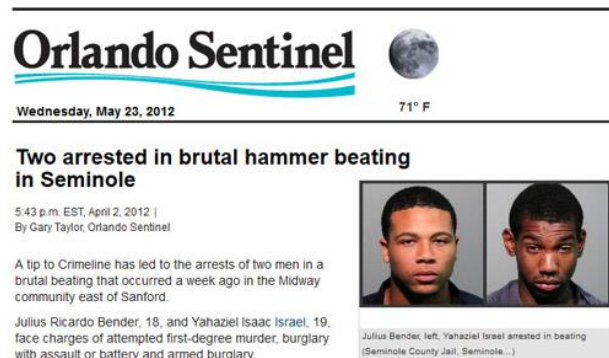 Orlando Sentinel
Wednesday, May 23, 2012
71° F
Two arrested in brutal hammer beating
in Seminole
5:43 p.m. EST, April 2, 2012 |
By Gary Taylor, Orlando Sentinel
A tip to Crimeline has led to the arrests of two men in a
brutal beating that occurred a week ago in the Midway
community east of Sanford.
Julius Ricardo Bender, 18, and Yahaziel Isaac Israel, 19,
face charges of attempted first-degree murder, burglary
with assault or battery and armed burglary.
Julius Bender, left, Yahaziel Israel arrested in beating
(Seminole County Jail, Seminole...)